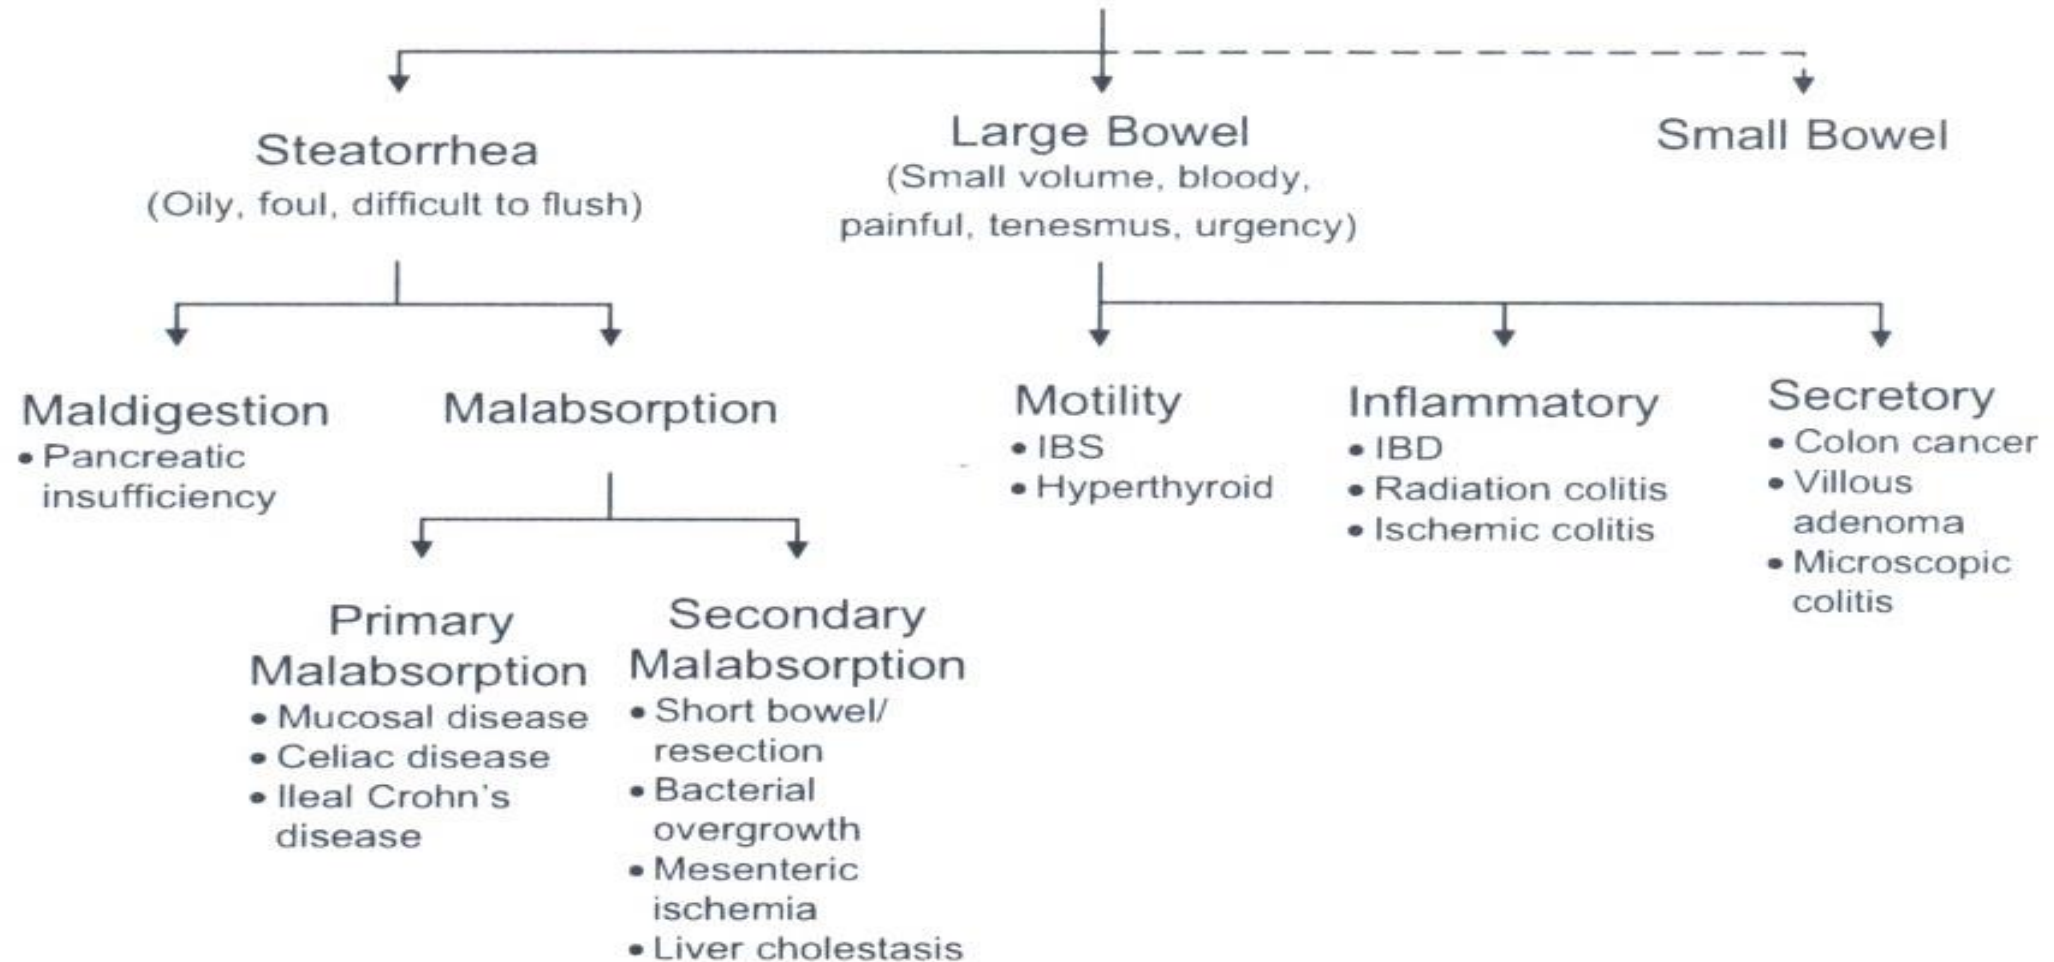 Steatorrhea
(Oily, foul, difficult to flush)
Large Bowel
(Small volume, bloody,
painful, tenesmus, urgency)
Small Bowel
Maldigestion
• Pancreatic
insufficiency
Malabsorption
Primary
Malabsorption
• Mucosal disease
• Celiac disease
• Ileal Crohn's
disease
Secondary
Malabsorption
• Short bowel/
resection
• Bacterial
overgrowth
• Mesenteric
ischemia
• Liver cholestasis
Motility
• IBS
• Hyperthyroid
Inflammatory
• IBD
• Radiation colitis
• Ischemic colitis
Secretory
• Colon cancer
• Villous
adenoma
• Microscopic
colitis